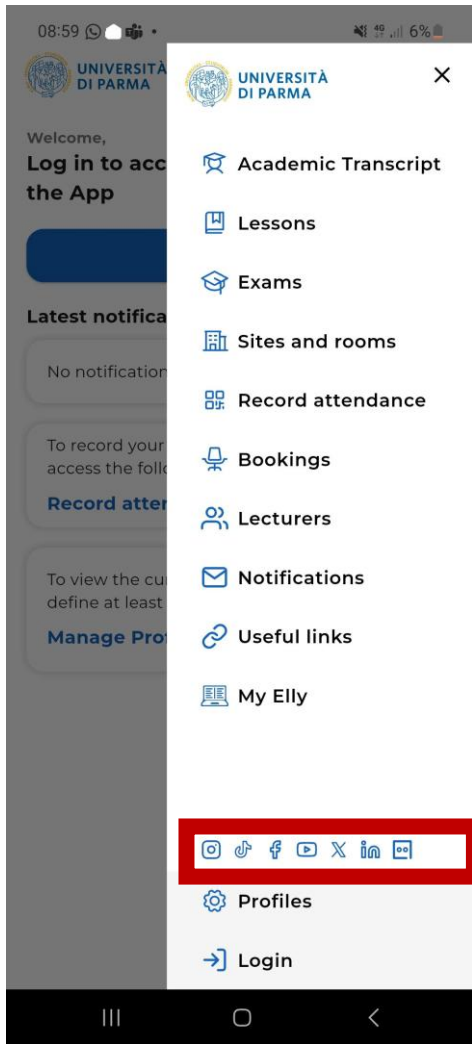 08:59
4G
6%
UNIVERSITÀ
DI PARMA
Welcome,
Log in to acc
the App
Latest notifica
No notification
To record your
access the follo
Record atter
To view the cu
define at least
Manage Pro
UNIVERSITÀ
DI PARMA
Academic Transcript
Lessons
Exams
Sites and rooms
Record attendance
Bookings
Lecturers
Notifications
Useful links
My Elly
Profiles
Login